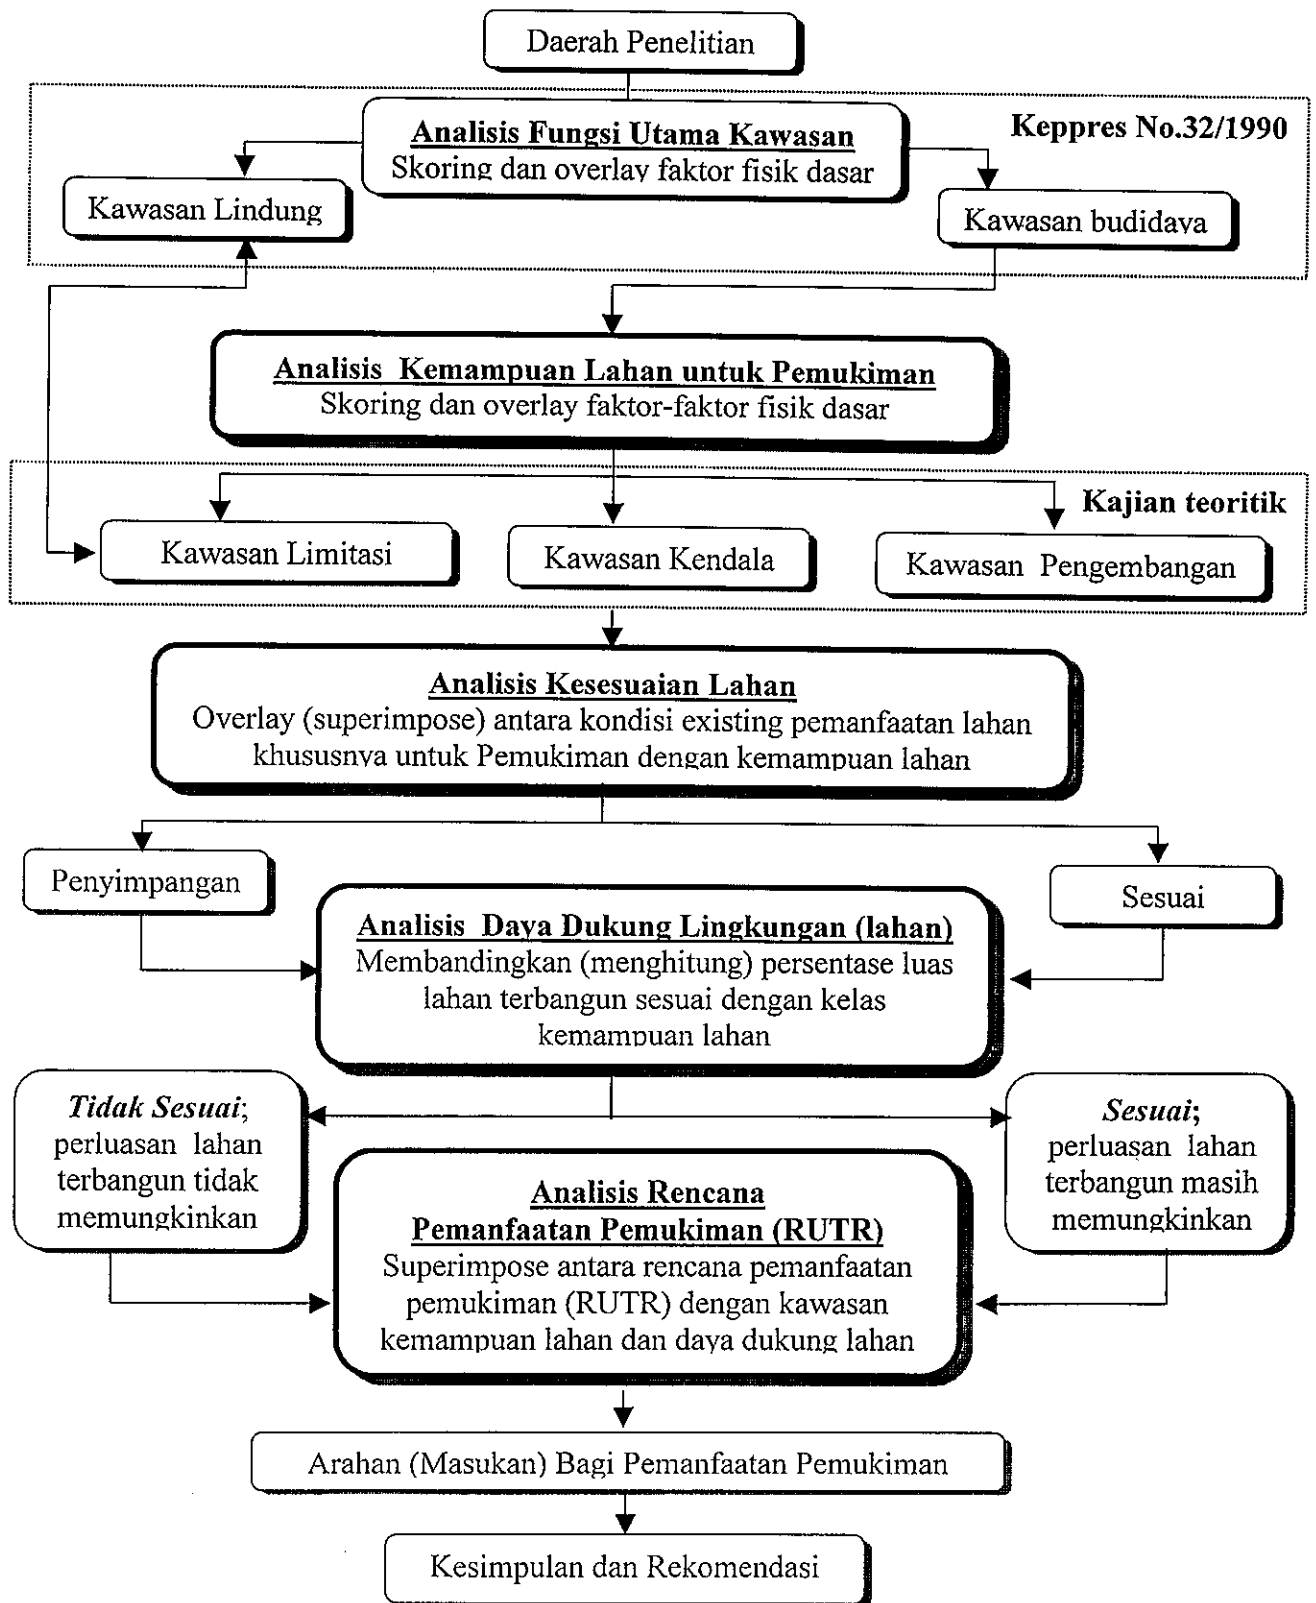 Daerah Penelitian
Analisis Fungsi Utama Kawasan
Skoring dan overlay faktor fisik dasar
Keppres No.32/1990
Kawasan Lindung
Kawasan budidaya
Analisis Kemampuan Lahan untuk Pemukiman
Skoring dan overlay faktor-faktor fisik dasar
Kajian teoritik
Kawasan Limitasi
Kawasan Kendala
Kawasan Pengembangan
Analisis Kesesuaian Lahan
Overlay (superimpose) antara kondisi existing pemanfaatan lahan
khususnya untuk Pemukiman dengan kemampuan lahan
Penyimpangan
Sesuai
Analisis Daya Dukung Lingkungan (lahan)
Membandingkan (menghitung) persentase luas
lahan terbangun sesuai dengan kelas
kemampuan lahan
Tidak Sesuai;
perluasan lahan
terbangun tidak
memungkinkan
Sesuai;
perluasan lahan
terbangun masih
memungkinkan
Analisis Rencana
Pemanfaatan Pemukiman (RUTR)
Superimpose antara rencana pemanfaatan
pemukiman (RUTR) dengan kawasan
kemampuan lahan dan daya dukung lahan
Arahan (Masukan) Bagi Pemanfaatan Pemukiman
Kesimpulan dan Rekomendasi